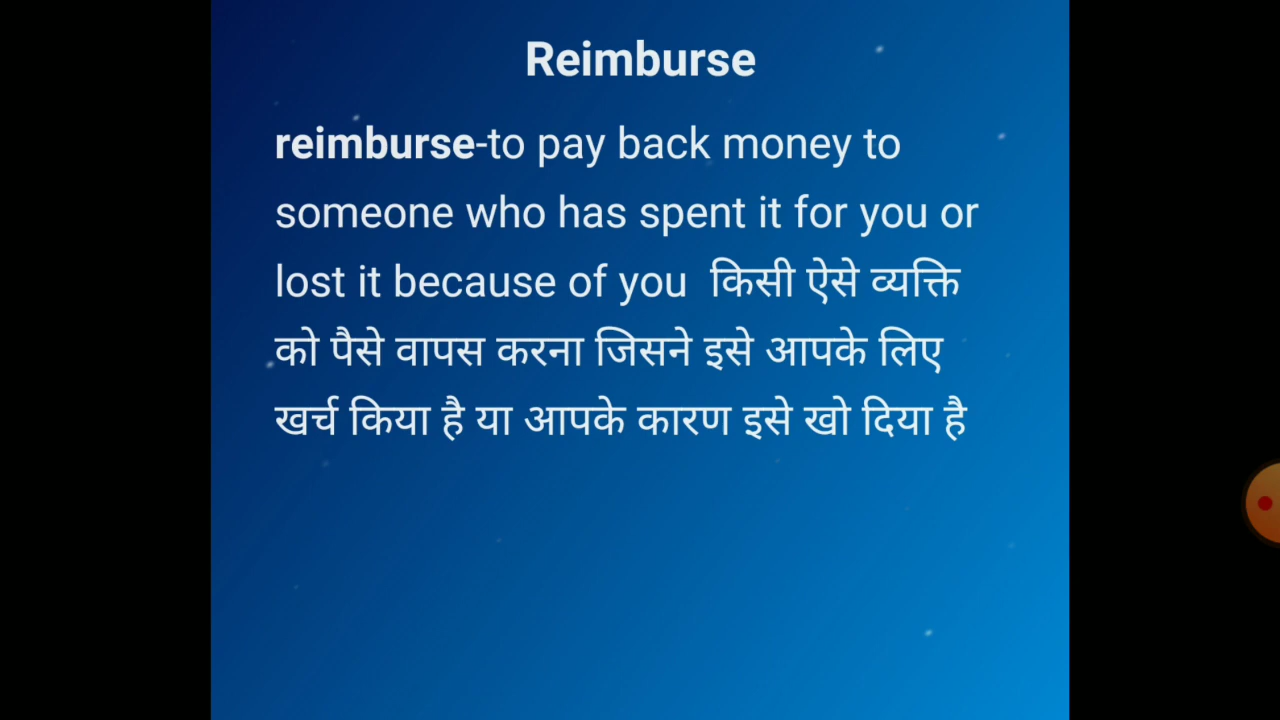 Reimburse
reimburse-to pay back money to
someone who has spent it for you or
lost it because of you किसी ऐसे व्यक्ति
को पैसे वापस करना जिसने इसे आपके लिए
खर्च किया है या आपके कारण इसे खो दिया है